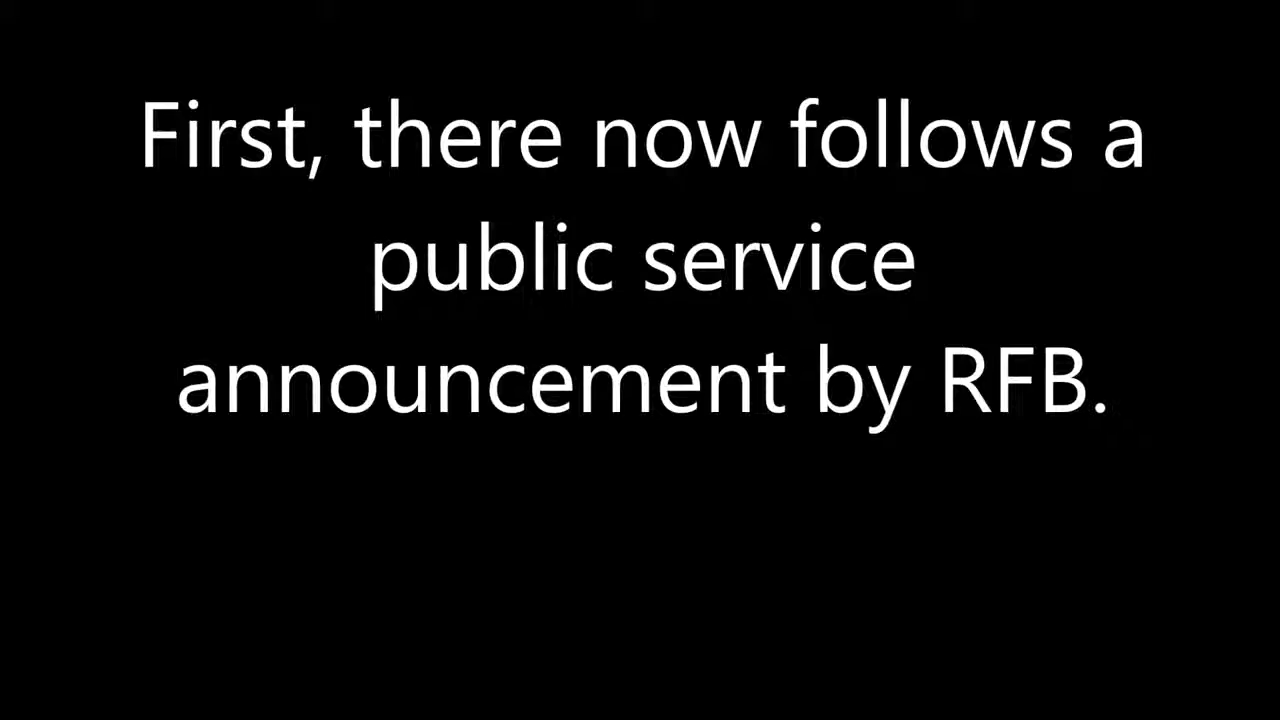 First, there now follows a
public service
announcement by RFB.